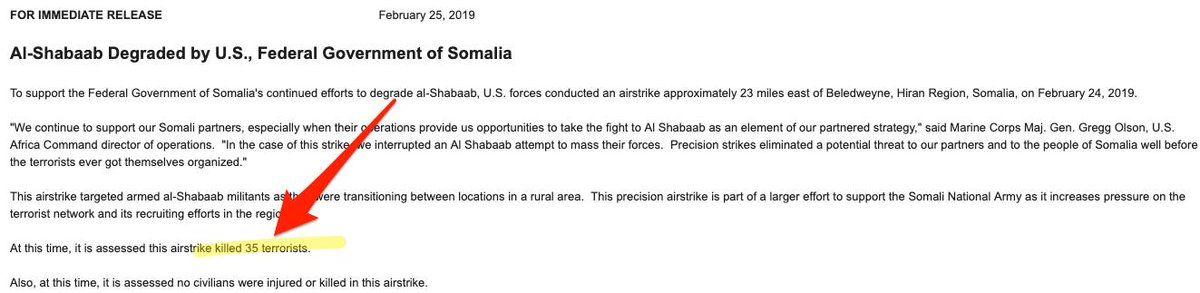 FOR IMMEDIATE RELEASE February 25, 2019
Al-Shabaab Degraded by U.S., Federal Government of Somalia
To support the Federal Government of Somalia's continued efforts to degrade al-Shabaab, U.S. forces conducted an airstrike approximately 23 miles east of Beledweyne, Hiran Region, Somalia, on February 24, 2019.
"We continue to support our Somali partners, especially when their operations provide us opportunities to take the fight to Al Shabaab as an element of our partnered strategy," said Marine Corps Maj. Gen. Gregg Olson, U.S.
Africa Command director of operations. "In the case of this strike we interrupted an Al Shabaab attempt to mass their forces. Precision strikes eliminated a potential threat to our partners and to the people of Somalia well before
the terrorists ever got themselves organized."
This airstrike targeted armed al-Shabaab militants as they were transitioning between locations in a rural area. This precision airstrike is part of a larger effort to support the Somali National Army as it increases pressure on the
terrorist network and its recruiting efforts in the region.
At this time, it is assessed this airstrike killed 35 terrorists.
Also, at this time, it is assessed no civilians were injured or killed in this airstrike.